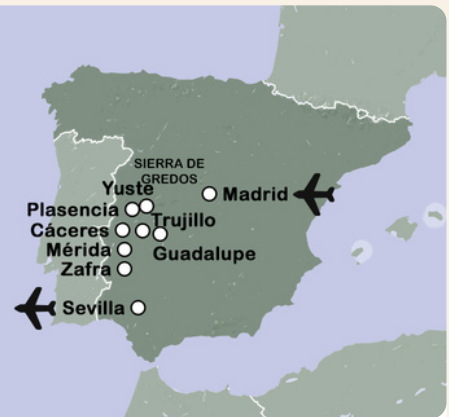 SIERRA DE
GREDOS
Yuste
Madrid
Plasencia
Trujillo
Cáceres
Guadalupe
Mérida
Zafra
Sevilla